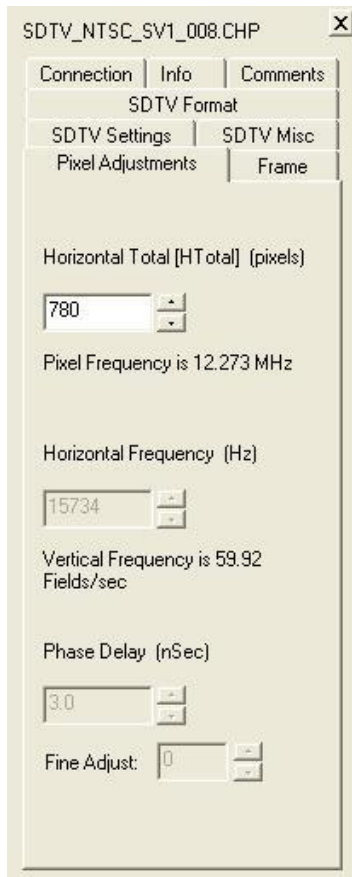 SDTV_NTSC_SV1_008.CHP
Connection Info Comments
SDTV Format
SDTV Settings SDTV Misc
Pixel Adjustments Frame
Horizontal Total [HTotal] (pixels)
780
Pixel Frequency is 12.273 MHz
Horizontal Frequency (Hz)
15734
Vertical Frequency is 59.92
Fields/sec
Phase Delay (nSec)
3.0
Fine Adjust: 0